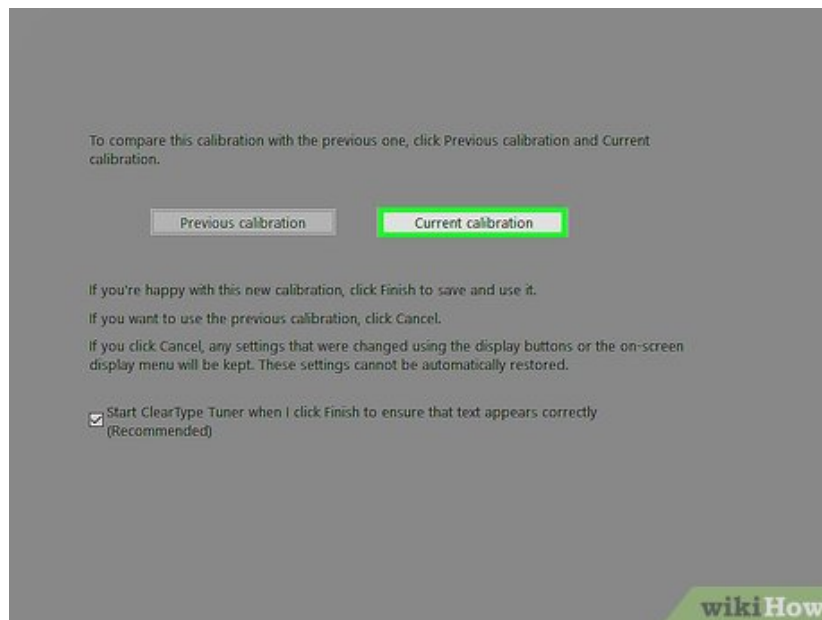 To compare this calibration with the previous one, click Previous calibration and Current
calibration.
Previous calibration
Current calibration
If you're happy with this new calibration, click Finish to save and use it.
If you want to use the previous calibration, click Cancel.
If you click Cancel, any settings that were changed using the display buttons or the on-screen
display menu will be kept. These settings cannot be automatically restored.
Start ClearType Tuner when I click Finish to ensure that text appears correctly
(Recommended)
wikiHow